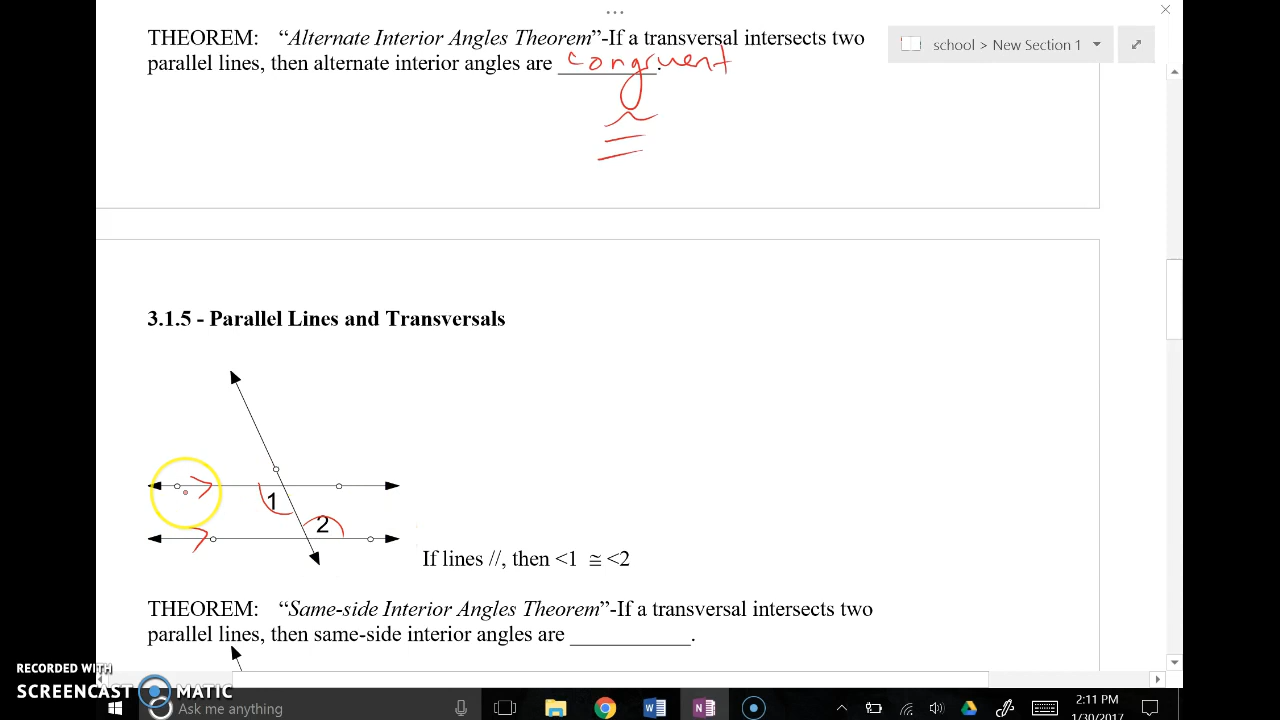 THEOREM: “Alternate Interior Angles Theorem”-If a transversal intersects two
parallel lines, then alternate interior angles are congruent.
≅
school > New Section 1
3.1.5 - Parallel Lines and Transversals
1
2
If lines //, then <1 ≅ <2
THEOREM: “Same-side Interior Angles Theorem”-If a transversal intersects two
parallel lines, then same-side interior angles are ___________.
RECORDED WITH
SCREENCAST MATIC
Ask me anything
2:11 PM
1/30/2017